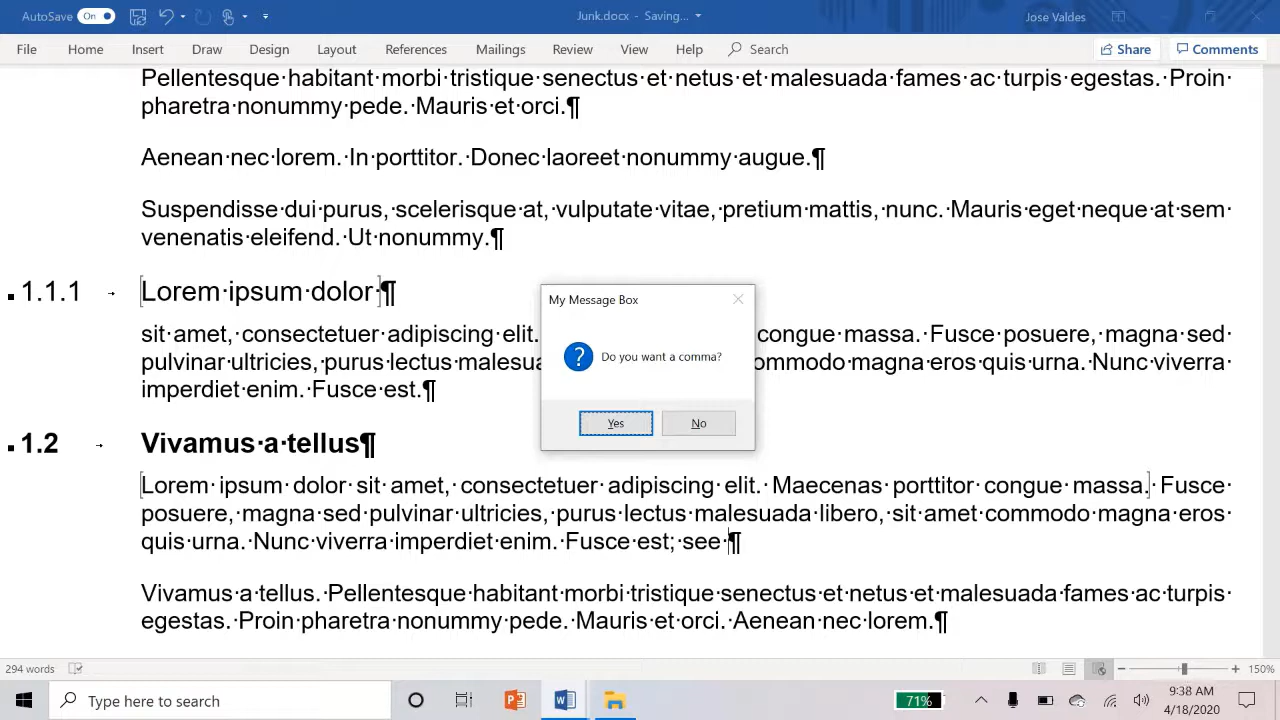 AutoSave On Junk.docx - Saving... Jose Valdes
File Home Insert Draw Design Layout References Mailings Review View Help Search Share Comments
Pellentesque·habitant·morbi·tristique·senectus·et·netus·et·malesuada·fames·ac·turpis·egestas.·Proin·
pharetra·nonummy·pede.·Mauris·et·orci.¶
Aenean·nec·lorem.·In·porttitor.·Donec·laoreet·nonummy·augue.¶
Suspendisse·dui·purus,·scelerisque·at,·vulputate·vitae,·pretium·mattis,·nunc.·Mauris·eget·neque·at·sem·
venenatis·eleifend.·Ut·nonummy.¶
1.1.1 → Lorem·ipsum·dolor·¶
sit·amet,·consectetuer·adipiscing·elit. congue·massa.·Fusce·posuere,·magna·sed·
pulvinar·ultricies,·purus·lectus·malesua commodo·magna·eros·quis·urna.·Nunc·viverra·
imperdiet·enim.·Fusce·est.¶
My Message Box
Do you want a comma?
Yes No
1.2 → Vivamus·a·tellus¶
Lorem·ipsum·dolor·sit·amet,·consectetuer·adipiscing·elit.·Maecenas·porttitor·congue·massa.·Fusce·
posuere,·magna·sed·pulvinar·ultricies,·purus·lectus·malesuada·libero,·sit·amet·commodo·magna·eros·
quis·urna.·Nunc·viverra·imperdiet·enim.·Fusce·est;·see·¶
Vivamus·a·tellus.·Pellentesque·habitant·morbi·tristique·senectus·et·netus·et·malesuada·fames·ac·turpis·
egestas.·Proin·pharetra·nonummy·pede.·Mauris·et·orci.·Aenean·nec·lorem.¶
294 words 150%
Type here to search 71% 9:38 AM
4/18/2020